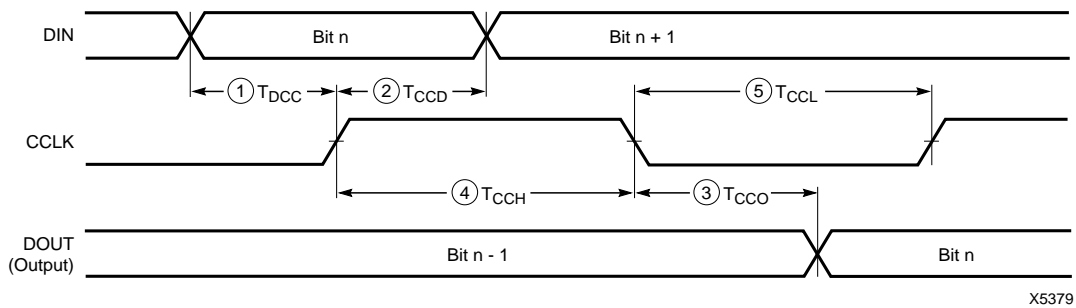 DIN
Bit n
Bit n + 1
1 TDCC
2 TCCD
5 TCCL
CCLK
4 TCCH
3 TCCO
DOUT
(Output)
Bit n - 1
Bit n
X5379